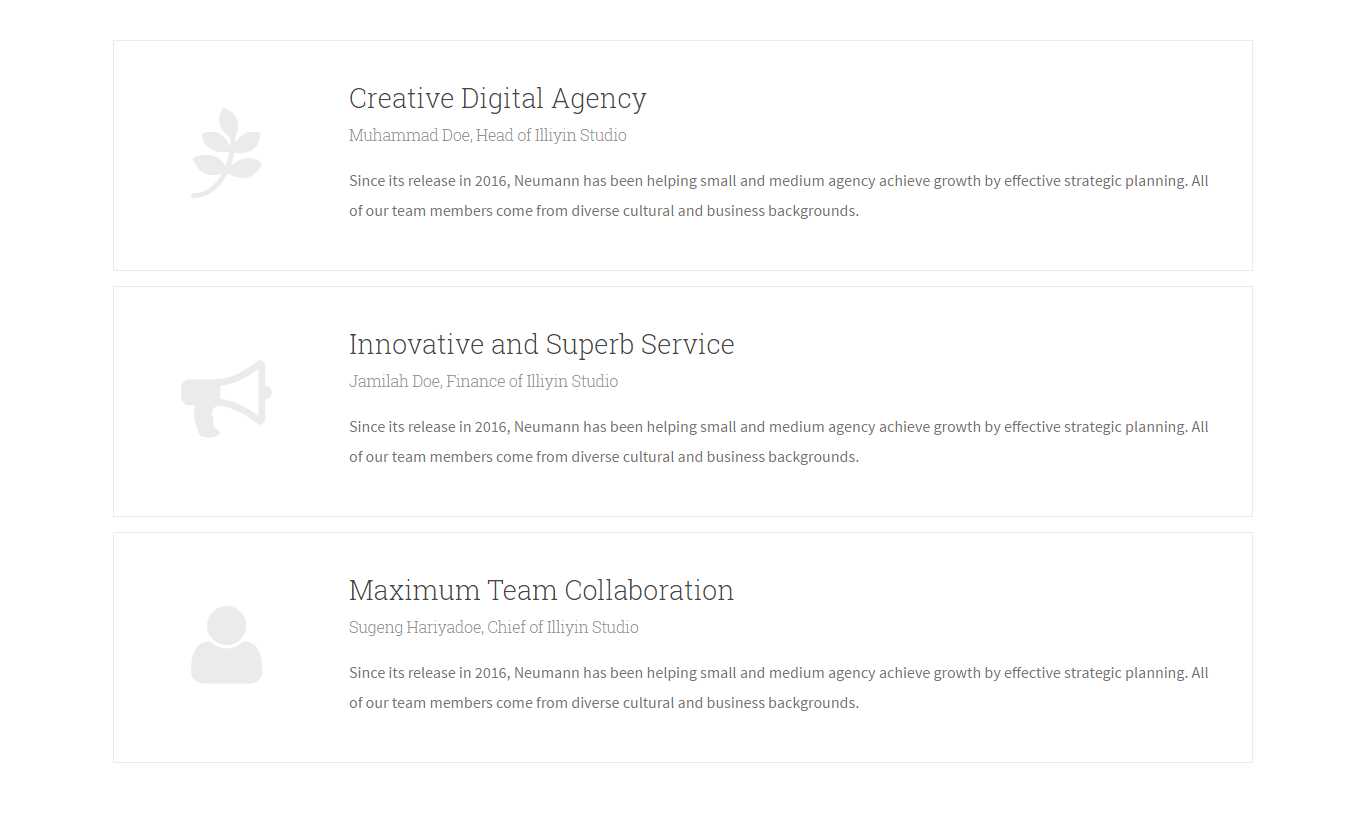 Creative Digital Agency
Muhammad Doe, Head of Illiyin Studio
Since its release in 2016, Neumann has been helping small and medium agency achieve growth by effective strategic planning. All
of our team members come from diverse cultural and business backgrounds.
Innovative and Superb Service
Jamilah Doe, Finance of Illiyin Studio
Since its release in 2016, Neumann has been helping small and medium agency achieve growth by effective strategic planning. All
of our team members come from diverse cultural and business backgrounds.
Maximum Team Collaboration
Sugeng Hariyadoe, Chief of Illiyin Studio
Since its release in 2016, Neumann has been helping small and medium agency achieve growth by effective strategic planning. All
of our team members come from diverse cultural and business backgrounds.